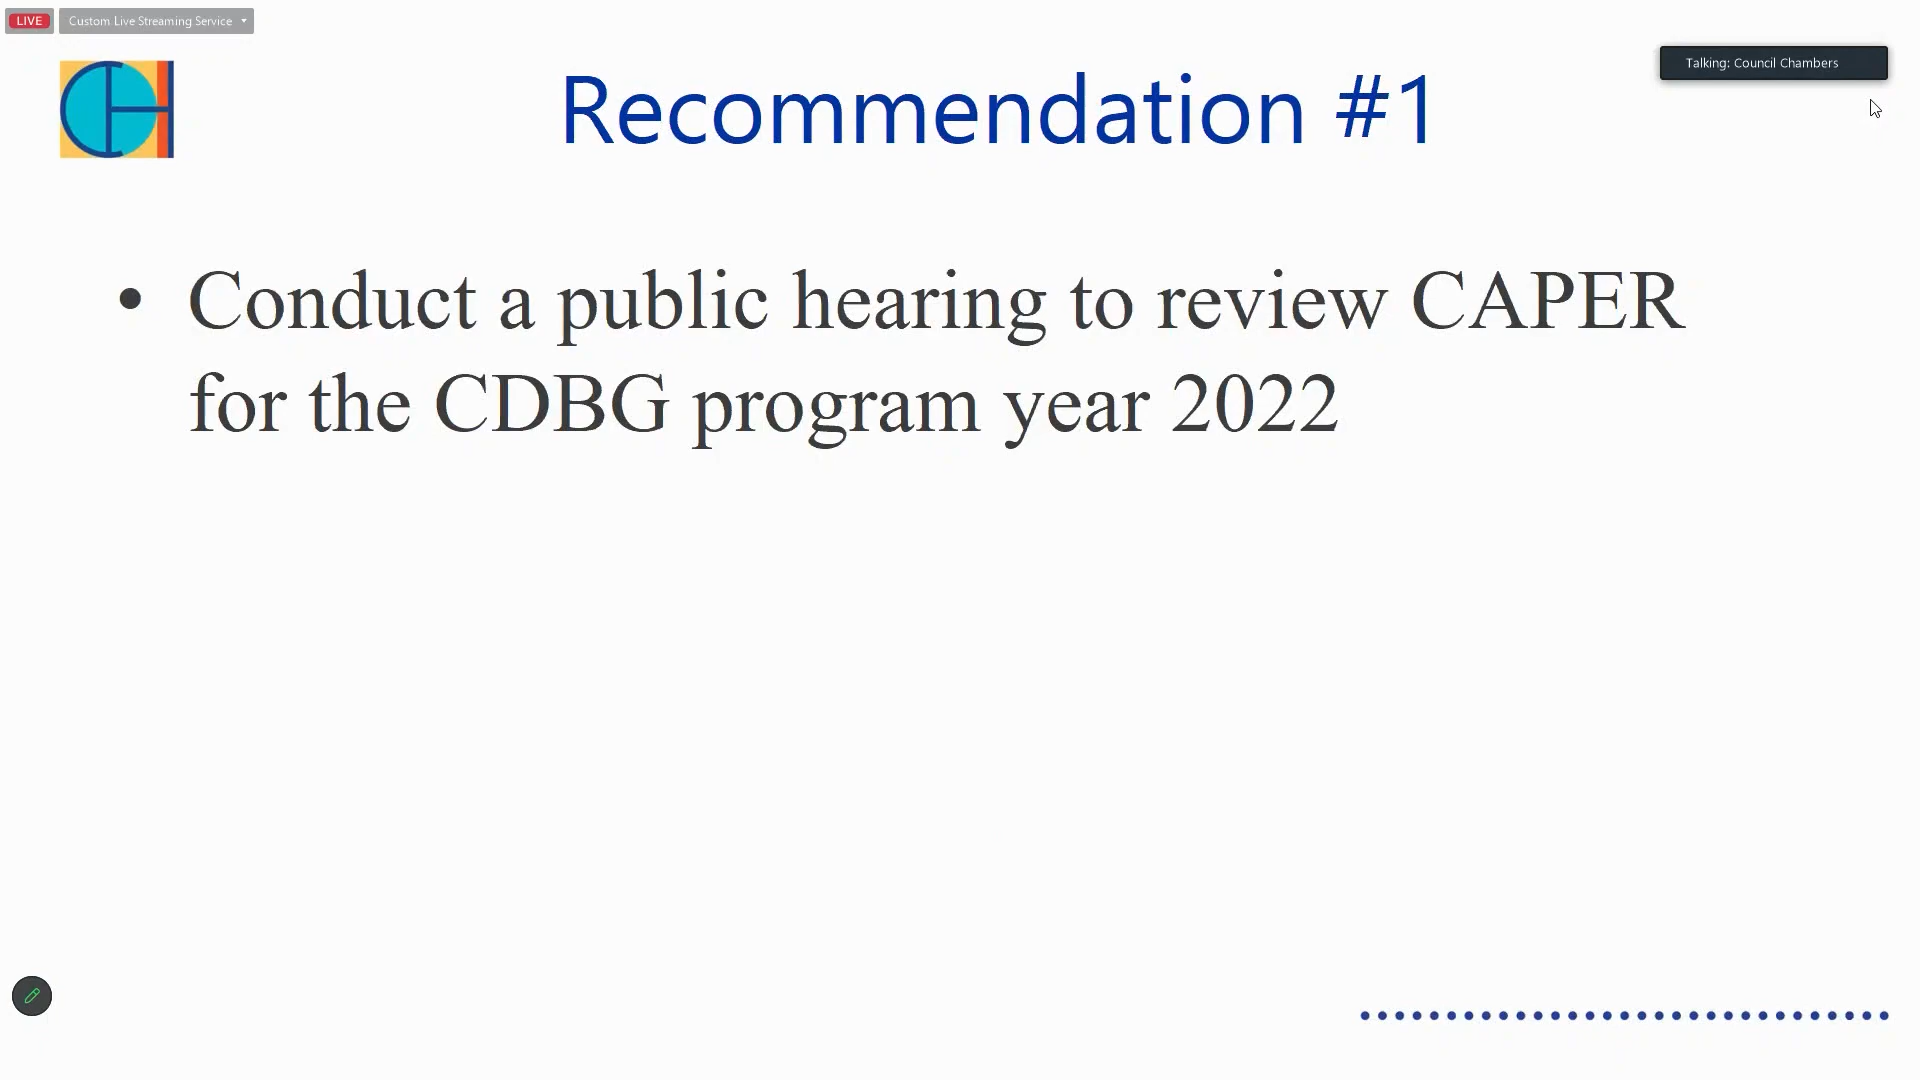 LIVE
Custom Live Streaming Service
Talking: Council Chambers
CH
Recommendation #1
• Conduct a public hearing to review CAPER
for the CDBG program year 2022